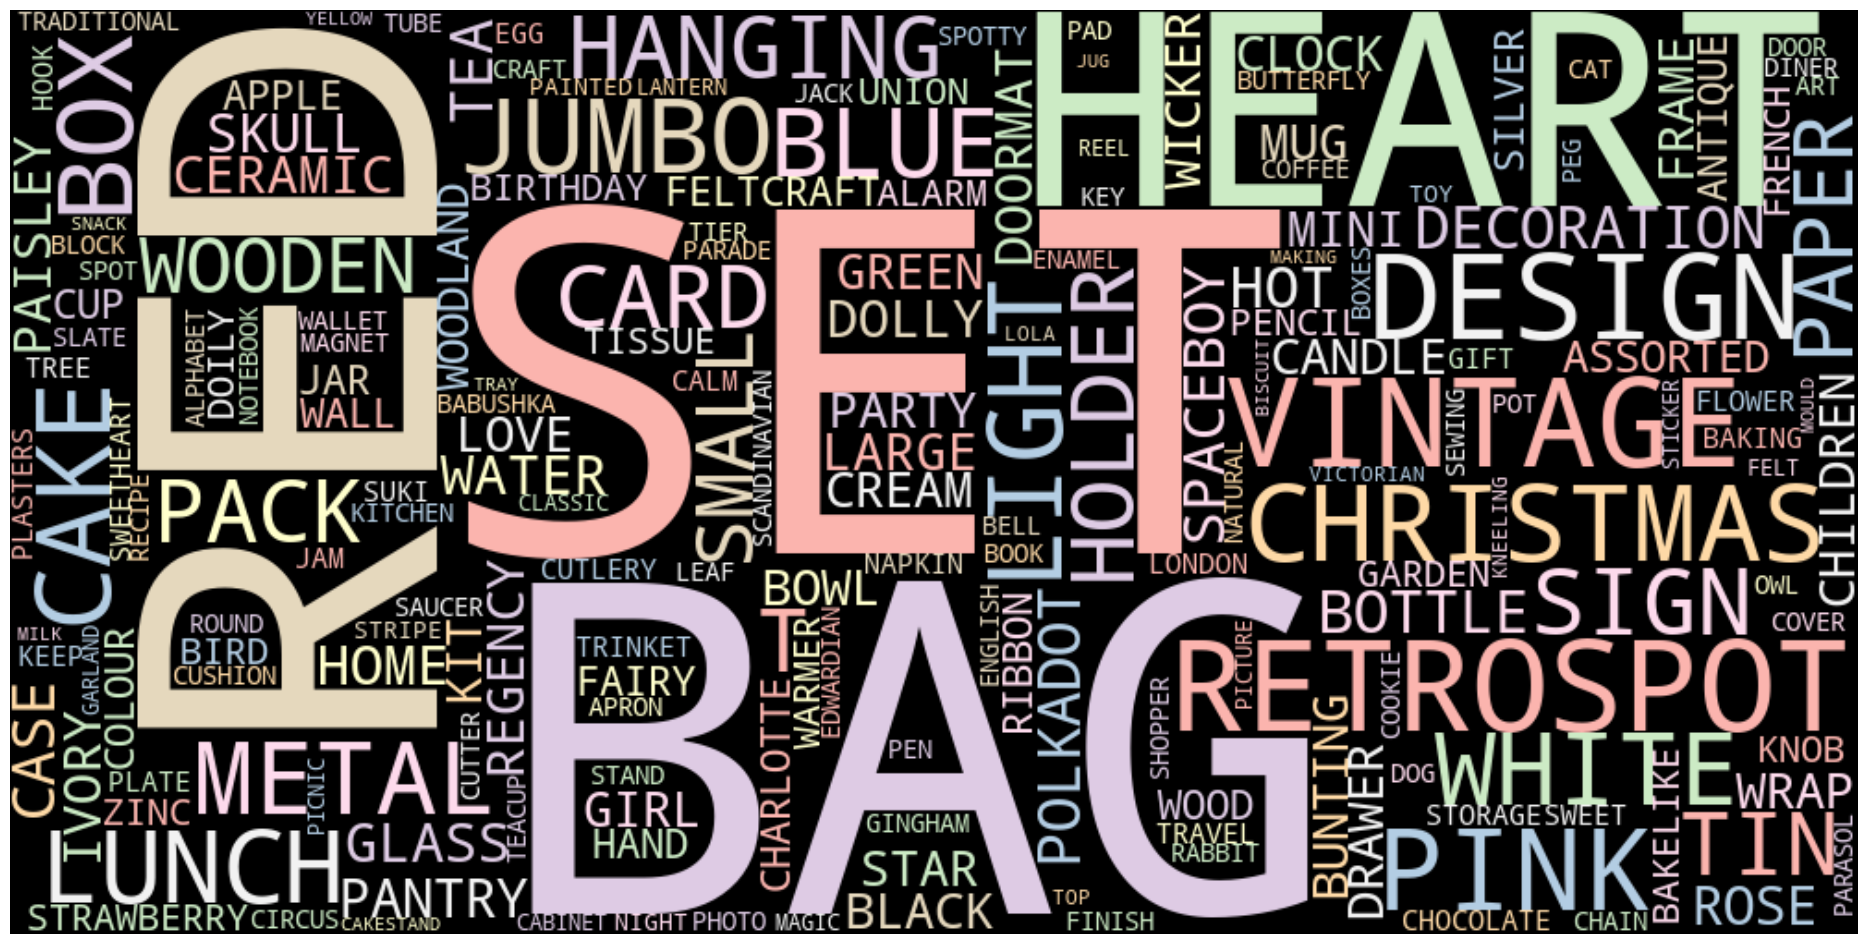 TRADITIONAL
YELLOW
TUBE
HOOK
BOX
APPLE
SKULL
CERAMIC
RED
TEA
EGG
CRAFT
HANGING
SPOTTY
PAINTED
LANTERN
JACK
UNION
JUMBO
BLUE
BIRTHDAY
FELTCRAFT
ALARM
DOORMAT
HEART
PAD
JUG
REEL
KEY
WICKER
CLOCK
BUTTERFLY
MUG
COFFEE
TOY
SILVER
CAT
PEG
FRAME
ANTIQUE
DOOR
DINER
ART
FRENCH
PAPER
PAISLEY
SNACK
BLOCK
SPOT
WOODEN
CUP
SLATE
TREE
ALPHABET
DOILY
NOTEBOOK
WALLET
MAGNET
JAR
WALL
WOODLAND
SET
TIER
PARADE
CARD
TISSUE
GREEN
DOLLY
TRAY
BABUSHKA
CALM
SMALL
SCANDINAVIAN
LOVE
WATER
CLASSIC
PARTY
LARGE
CREAM
LIGHT
LOLA
ENAMEL
HOLDER
SPACEBOY
MINI
DECORATION
MAKING
HOT
BOXES
PENCIL
DESIGN
CANDLE
GIFT
ASSORTED
BISCUIT
VINTAGE
SEWING
POT
STICKER
FLOWER
MOULD
BAKING
FELT
CHILDREN
VICTORIAN
NATURAL
CHRISTMAS
KNEELING
PLASTERS
CAKE
SWEETHEART
RECIPE
PACK
SUKI
KITCHEN
JAM
BELL
BOOK
NAPKIN
CUTLERY
LEAF
BOWL
LONDON
GARDEN
BOTTLE
SIGN
OWL
COVER
MILK
KEEP
GARLAND
COLOUR
ROUND
BIRD
CUSHION
SAUCER
STRIPE
HOME
KIT
REGENCY
BAG
TRINKET
FAIRY
APRON
CHARLOTTE
WARMER
EDWARDIAN
ENGLISH
RIBBON
POLKADOT
RETROSPOT
PICTURE
COOKIE
SHOPPER
CASE
IVORY
PLATE
ZINC
PICNIC
METAL
CUTTER
TEACUP
STAND
GIRL
HAND
PEN
GINGHAM
STAR
BLACK
WOOD
TRAVEL
RABBIT
BUNTING
DRAWER
DOG
WHITE
KNOB
WRAP
BAKELIKE
STORAGE
SWEET
PINK
TIN
PARASOL
ROSE
LUNCH
GLASS
PANTRY
STRAWBERRY
CIRCUS
CAKESTAND
CABINET
NIGHT
PHOTO
MAGIC
TOP
FINISH
CHOCOLATE
CHAIN